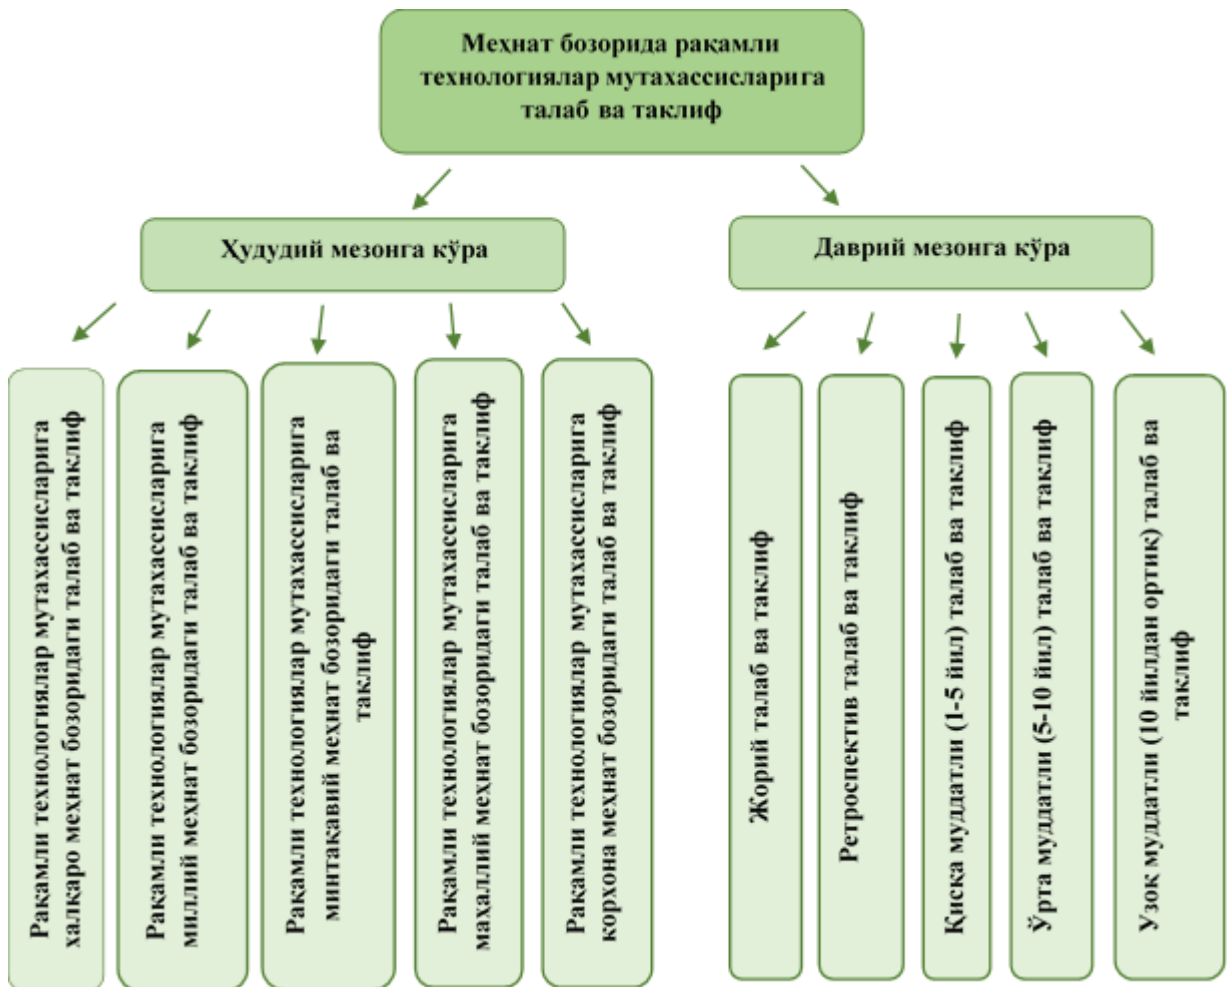 Меҳнат бозорида рақамли
технологиялар мутахассисларига
талаб ва таклиф
Ҳудудий мезонга кўра
Даврий мезонга кўра
Рақамли технологиялар мутахассисларига
халқаро меҳнат бозоридаги талаб ва таклиф
Рақамли технологиялар мутахассисларига
миллий меҳнат бозоридаги талаб ва таклиф
Рақамли технологиялар мутахассисларига
минтақавий меҳнат бозоридаги талаб ва
таклиф
Рақамли технологиялар мутахассисларига
маҳаллий меҳнат бозоридаги талаб ва таклиф
Рақамли технологиялар мутахассисларига
корхона меҳнат бозоридаги талаб ва таклиф
Жорий талаб ва таклиф
Ретроспектив талаб ва таклиф
Қисқа муддатли (1-5 йил) талаб ва таклиф
Ўрта муддатли (5-10 йил) талаб ва таклиф
Узоқ муддатли (10 йилдан ортик) талаб ва
таклиф